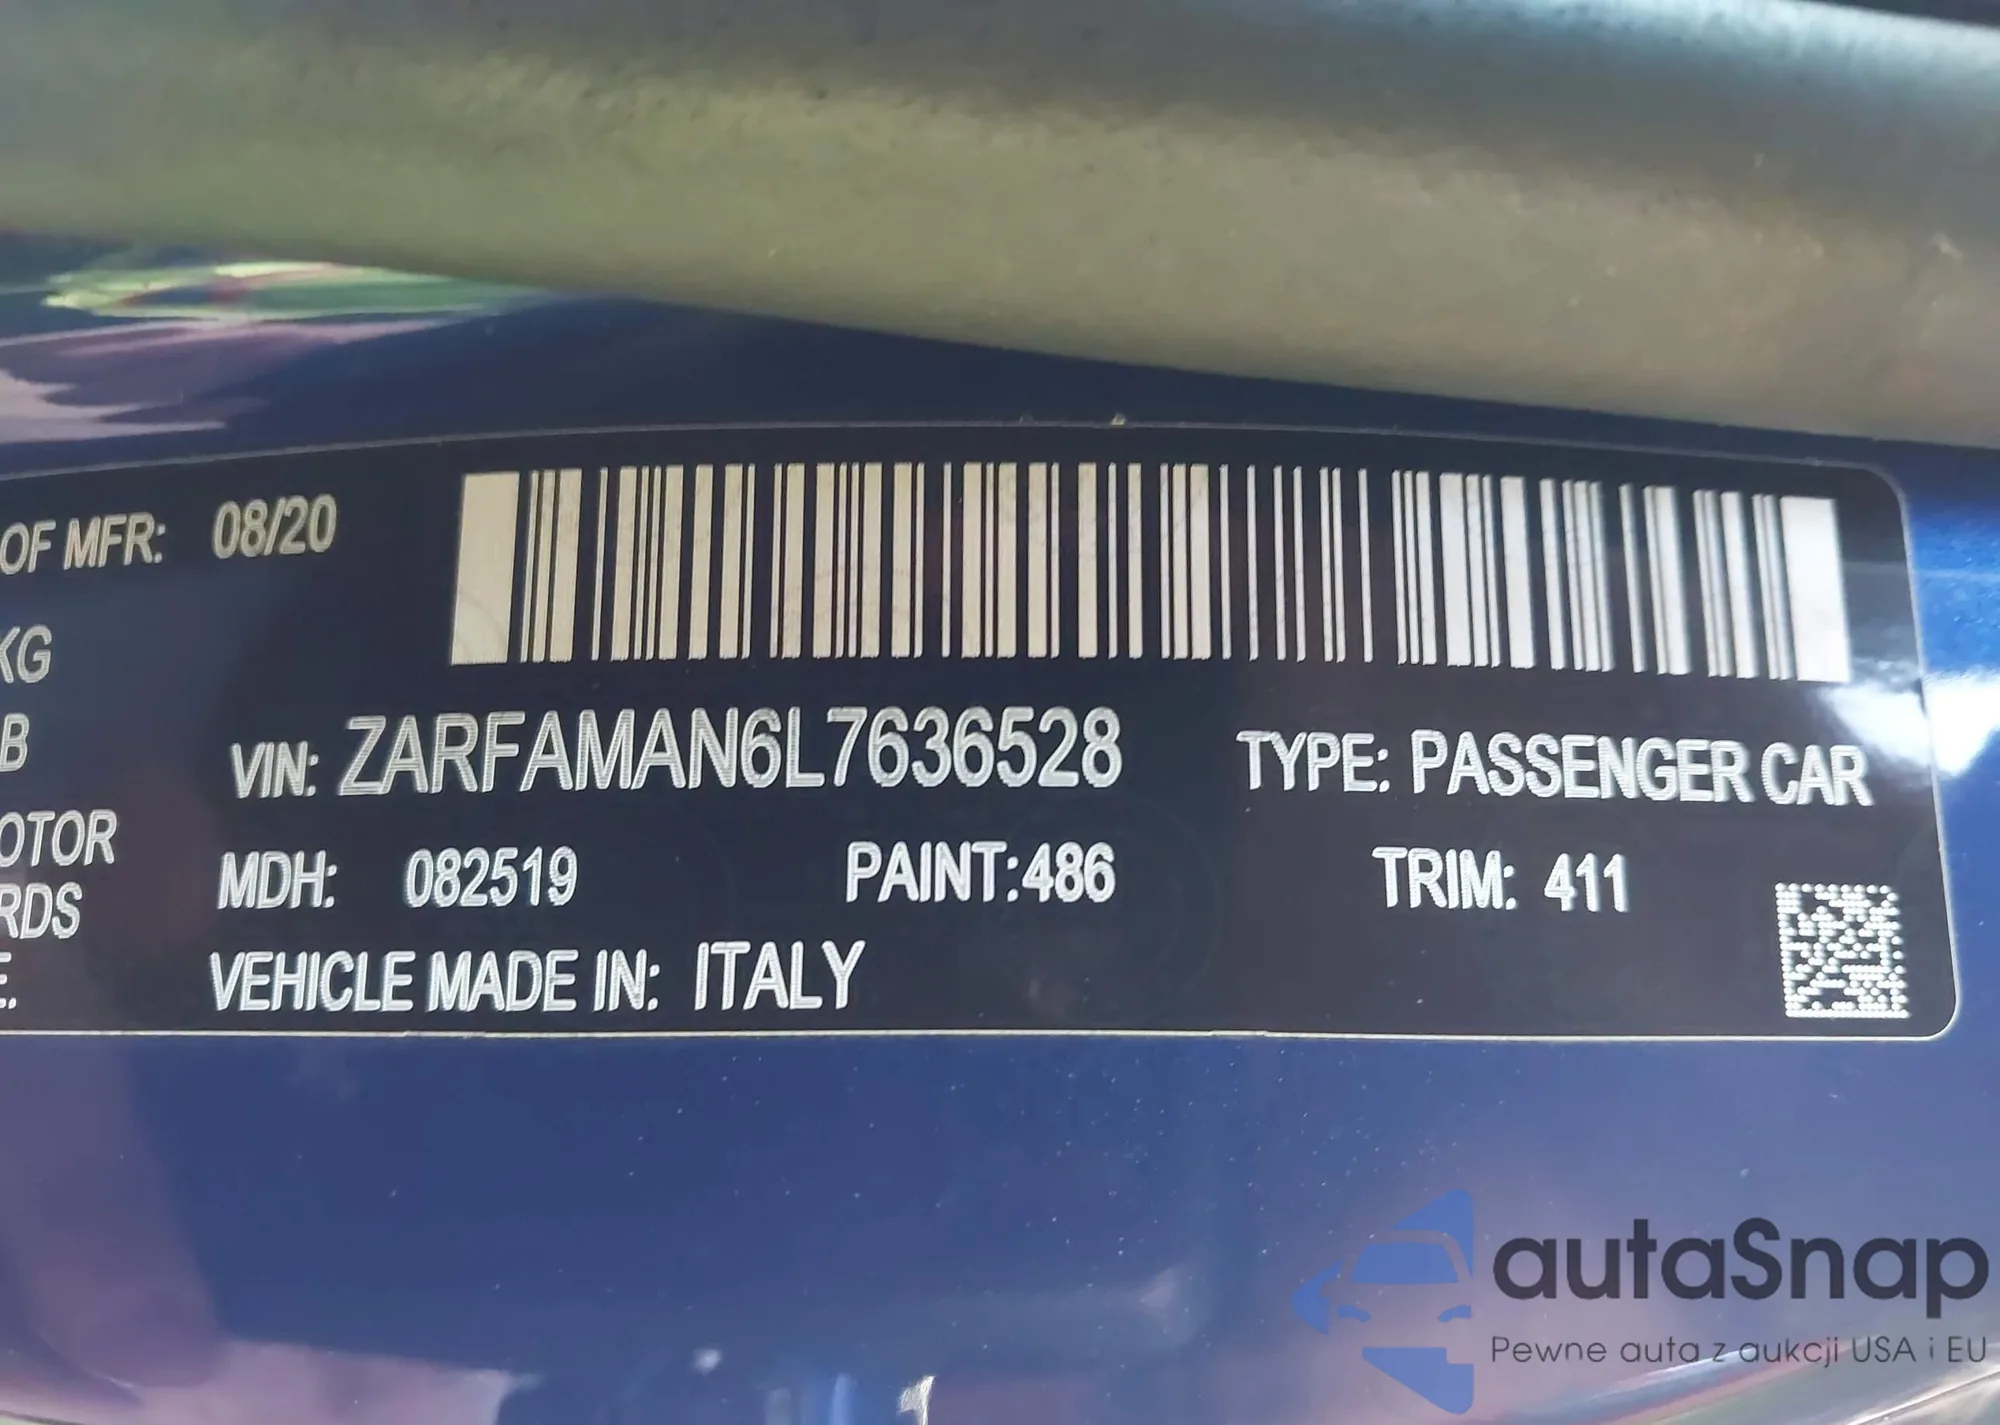 OF MFR: 08/20
KG
B
VIN: ZARFAMAN6L7636528 TYPE: PASSENGER CAR
OTOR
MDH: 082519 PAINT:486 TRIM: 411
RDS
VEHICLE MADE IN: ITALY
E.
autaSnap
Pewne auta z aukcji USA i EU